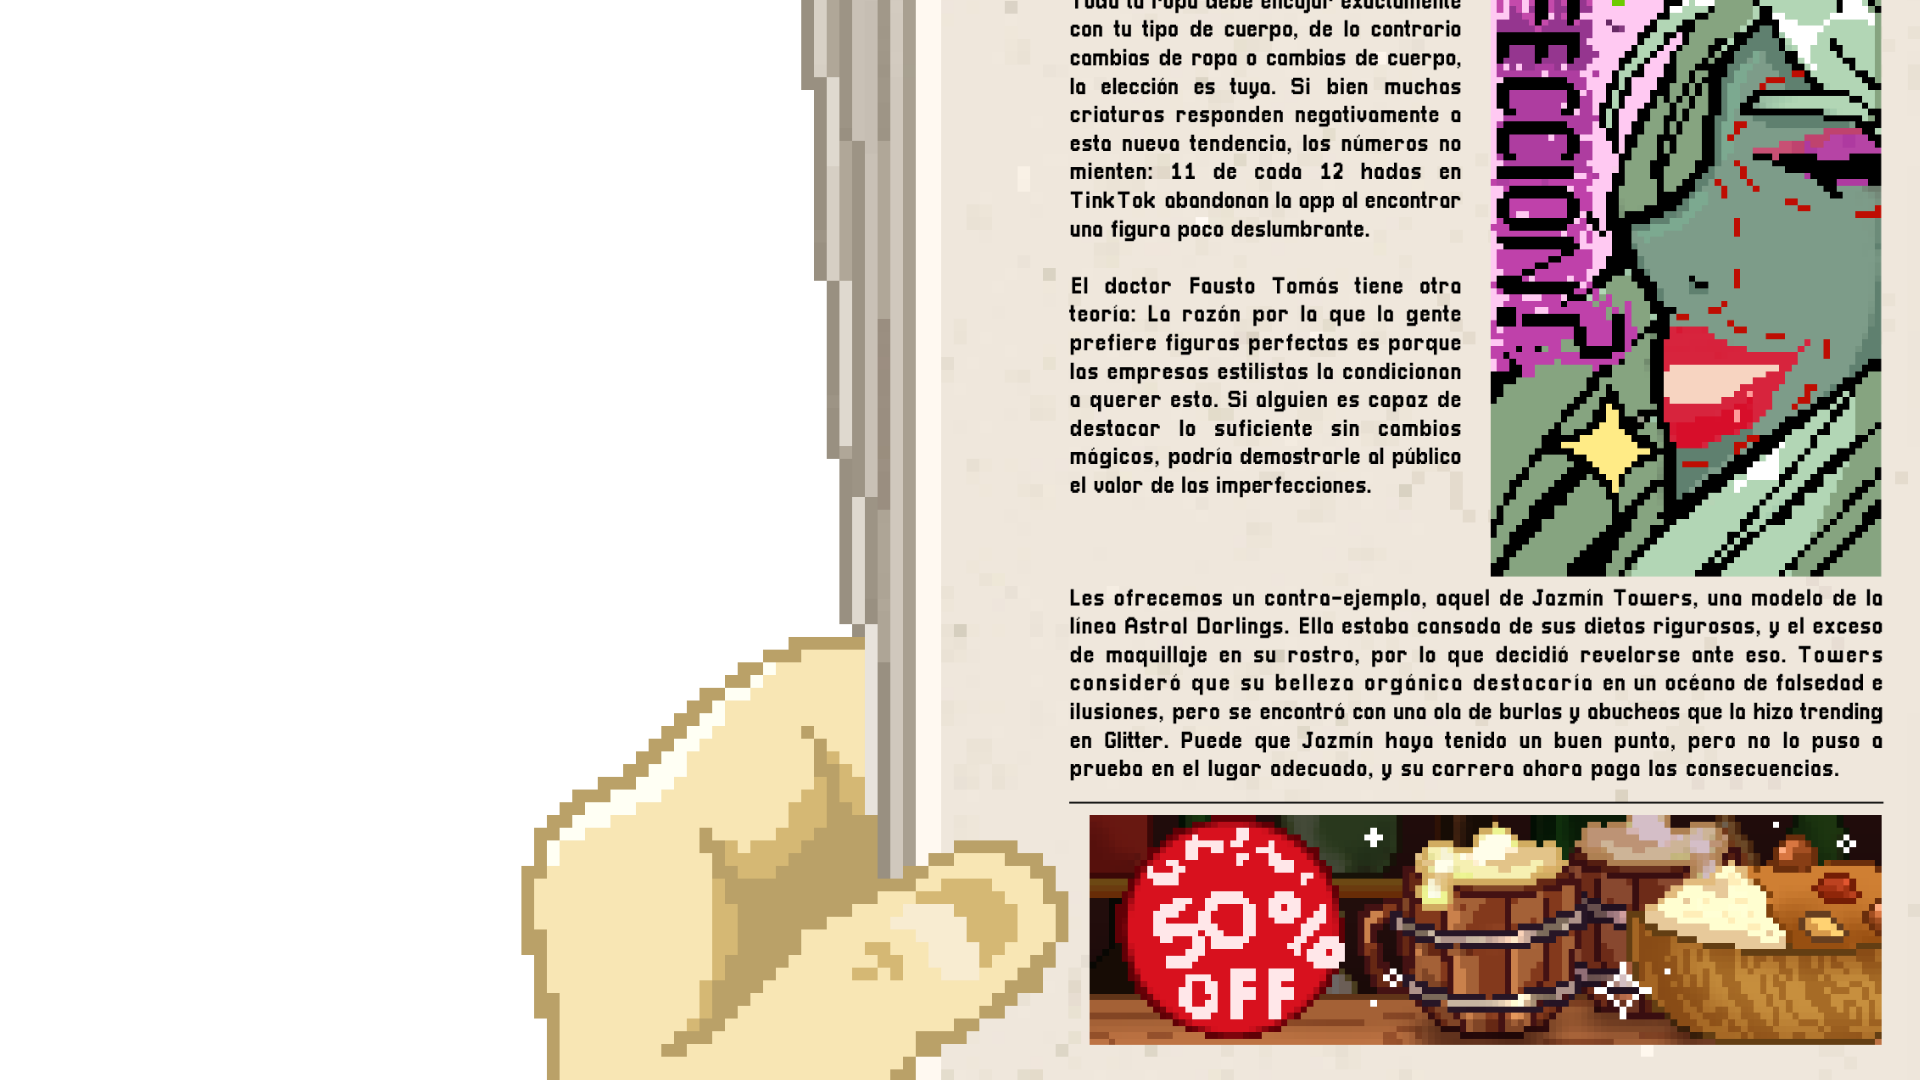 Toda la ropa debe encajar exactamente
con tu tipo de cuerpo, de lo contrario
cambias de ropa o cambias de cuerpo,
la elección es tuya. Si bien muchas
criaturas responden negativamente a
esta nueva tendencia, los números no
mienten: 11 de cada 12 hadas en
TinkTok abandonan la app al encontrar
una figura poco deslumbrante.
El doctor Fausto Tomás tiene otra
teoría: La razón por la que la gente
prefiere figuras perfectas es porque
las empresas estilistas la condicionan
a querer esto. Si alguien es capaz de
destacar lo suficiente sin cambios
mágicos, podría demostrarle al público
el valor de las imperfecciones.
ECCIÓN?
Les ofrecemos un contra-ejemplo, aquel de Jazmín Towers, una modelo de la
línea Astral Darlings. Ella estaba cansada de sus dietas rigurosas, y el exceso
de maquillaje en su rostro, por lo que decidió revelarse ante eso. Towers
consideró que su belleza orgánica destacaría en un océano de falsedad e
ilusiones, pero se encontró con una ola de burlas y abucheos que la hizo trending
en Glitter. Puede que Jazmín haya tenido un buen punto, pero no lo puso a
prueba en el lugar adecuado, y su carrera ahora paga las consecuencias.
50%
OFF